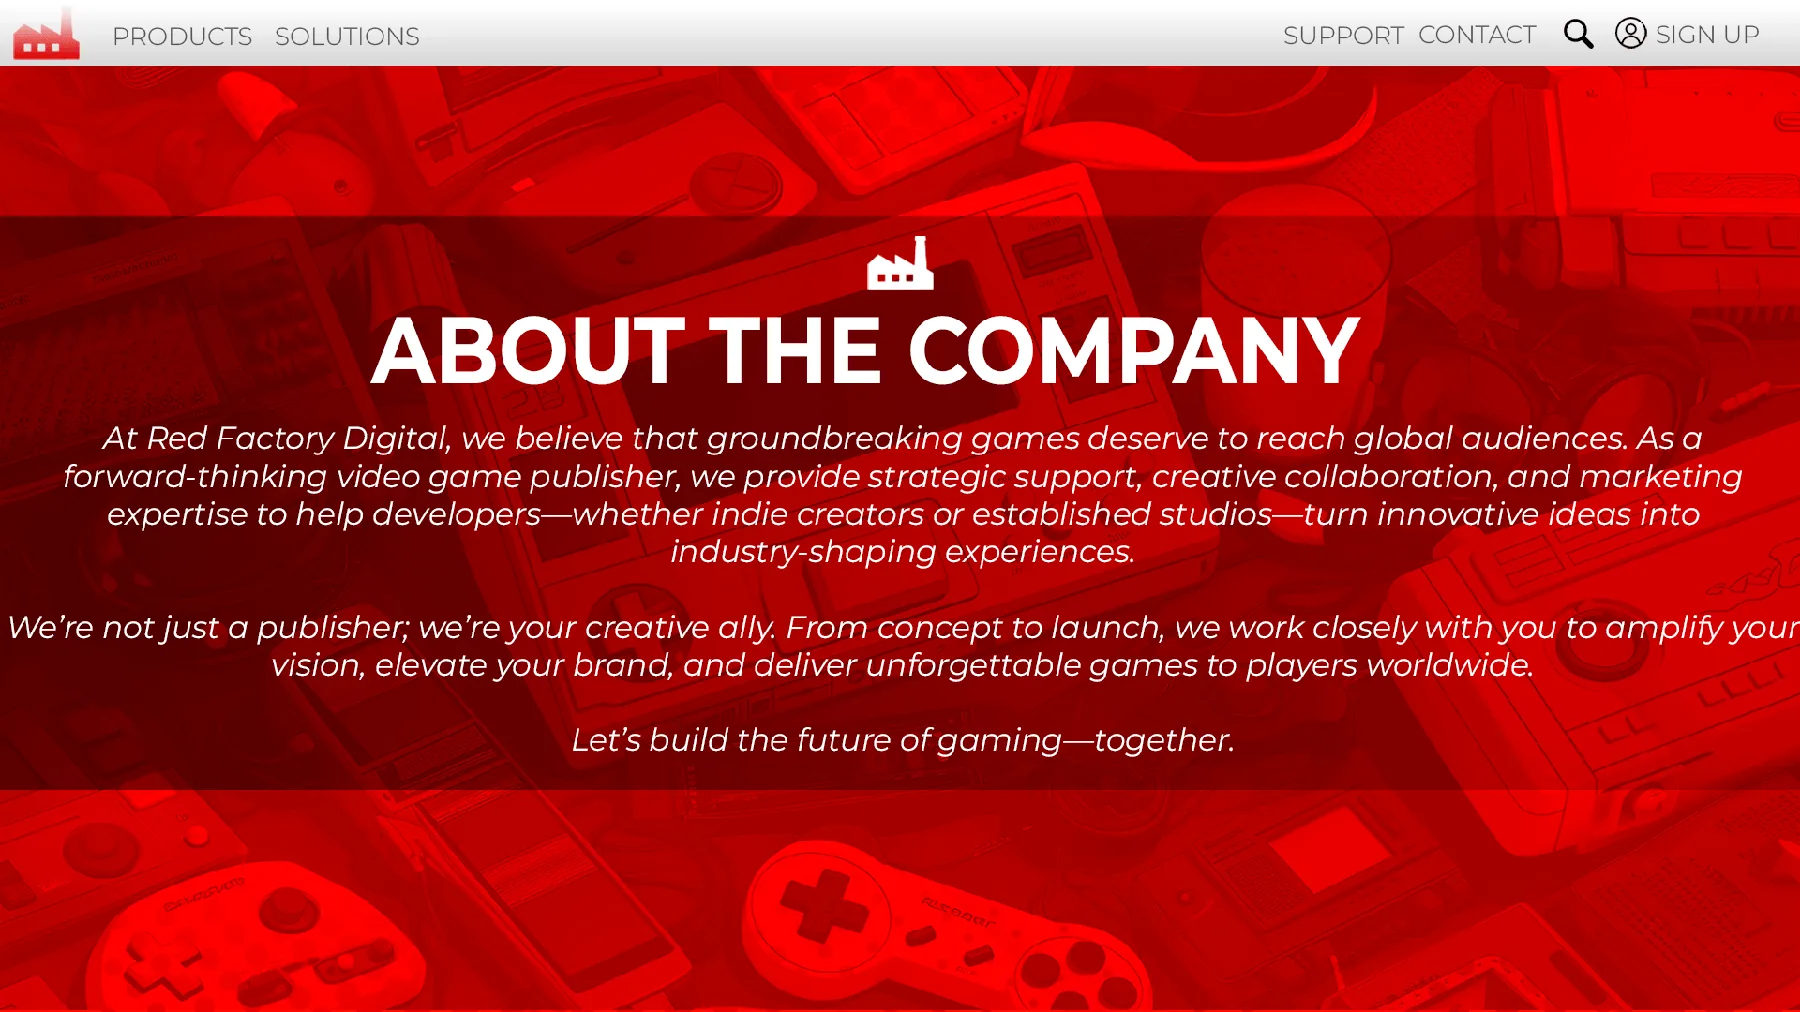 PRODUCTS SOLUTIONS SUPPORT CONTACT SIGN UP
ABOUT THE COMPANY
At Red Factory Digital, we believe that groundbreaking games deserve to reach global audiences. As a
forward-thinking video game publisher, we provide strategic support, creative collaboration, and marketing
expertise to help developers—whether indie creators or established studios—turn innovative ideas into
industry-shaping experiences.
We’re not just a publisher; we’re your creative ally. From concept to launch, we work closely with you to amplify your
vision, elevate your brand, and deliver unforgettable games to players worldwide.
Let’s build the future of gaming—together.